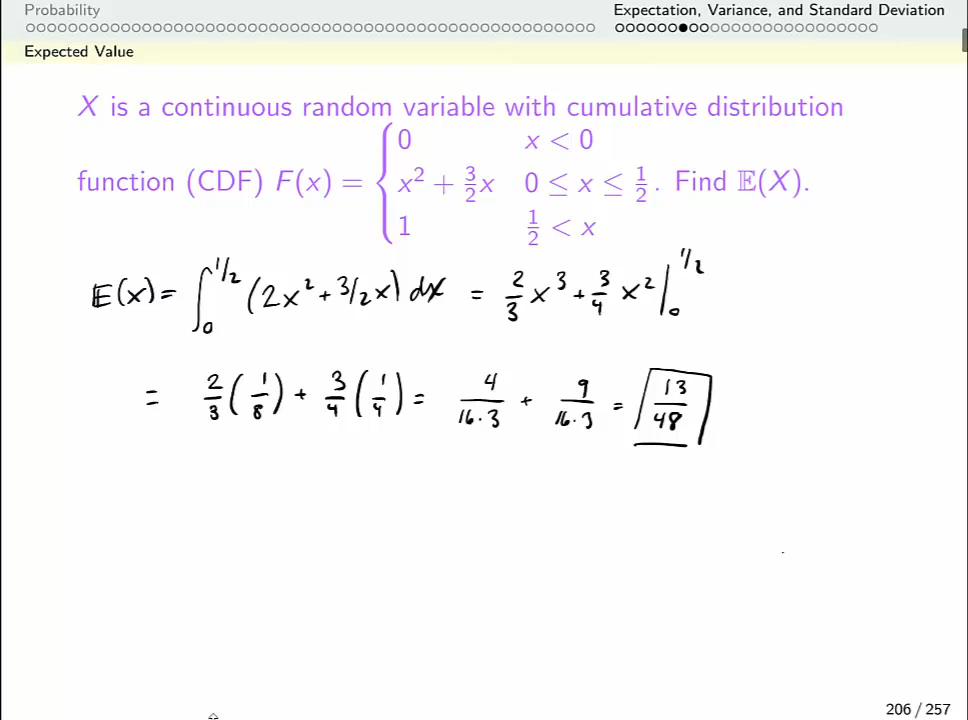 Probability
Expectation, Variance, and Standard Deviation
Expected Value
X is a continuous random variable with cumulative distribution
function (CDF) F(x) = { 0 x < 0
x² + 3/2 x 0 ≤ x ≤ 1/2 . Find 𝔼(X).
1 1/2 < x
E(x) = ∫₀^1/2 (2x² + 3/2x) dx = 2/3 x³ + 3/4 x² |₀^1/2
= 2/3 (1/8) + 3/4 (1/4) = 4/16·3 + 9/16·3 = 13/48
206 / 257